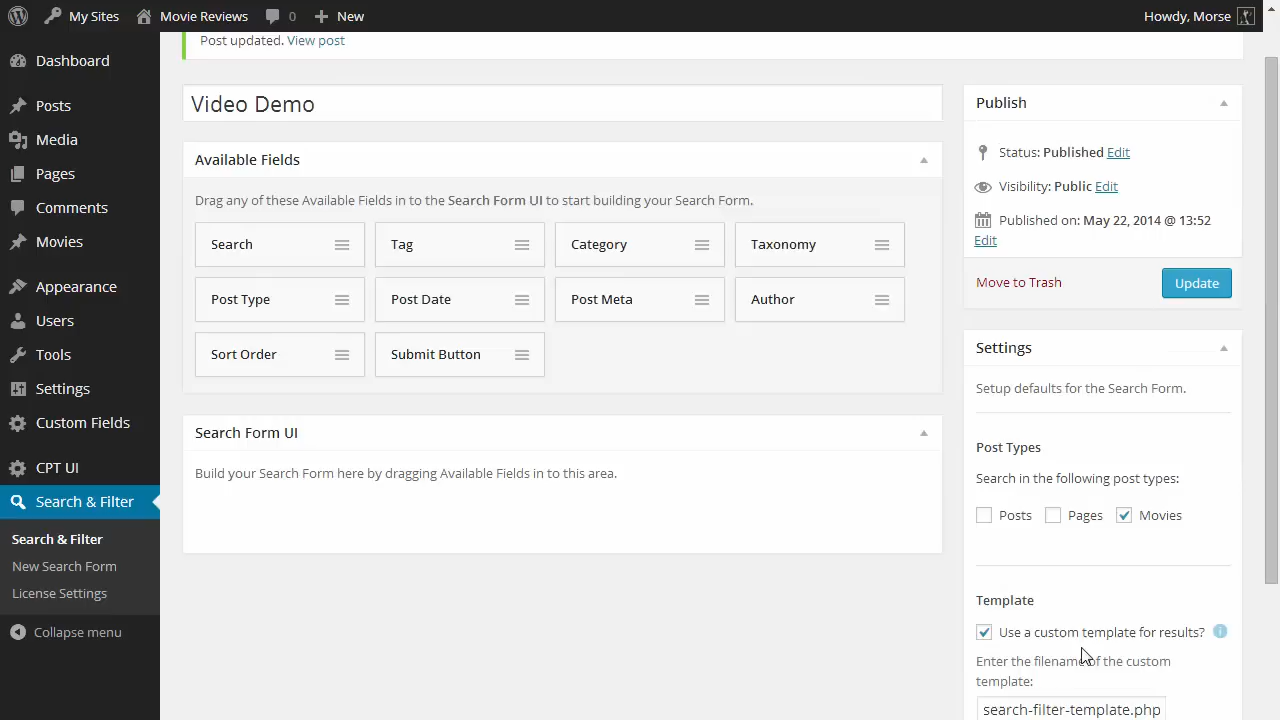 My Sites Movie Reviews 0 New Howdy, Morse
Dashboard
Posts
Media
Pages
Comments
Movies
Appearance
Users
Tools
Settings
Custom Fields
CPT UI
Search & Filter
Search & Filter
New Search Form
License Settings
Collapse menu
Post updated. View post
Video Demo
Available Fields
Drag any of these Available Fields in to the Search Form UI to start building your Search Form.
Search Tag Category Taxonomy
Post Type Post Date Post Meta Author
Sort Order Submit Button
Search Form UI
Build your Search Form here by dragging Available Fields in to this area.
Publish
Status: Published Edit
Visibility: Public Edit
Published on: May 22, 2014 @ 13:52
Edit
Move to Trash Update
Settings
Setup defaults for the Search Form.
Post Types
Search in the following post types:
Posts Pages Movies
Template
Use a custom template for results? i
Enter the filename of the custom
template:
search-filter-template.php